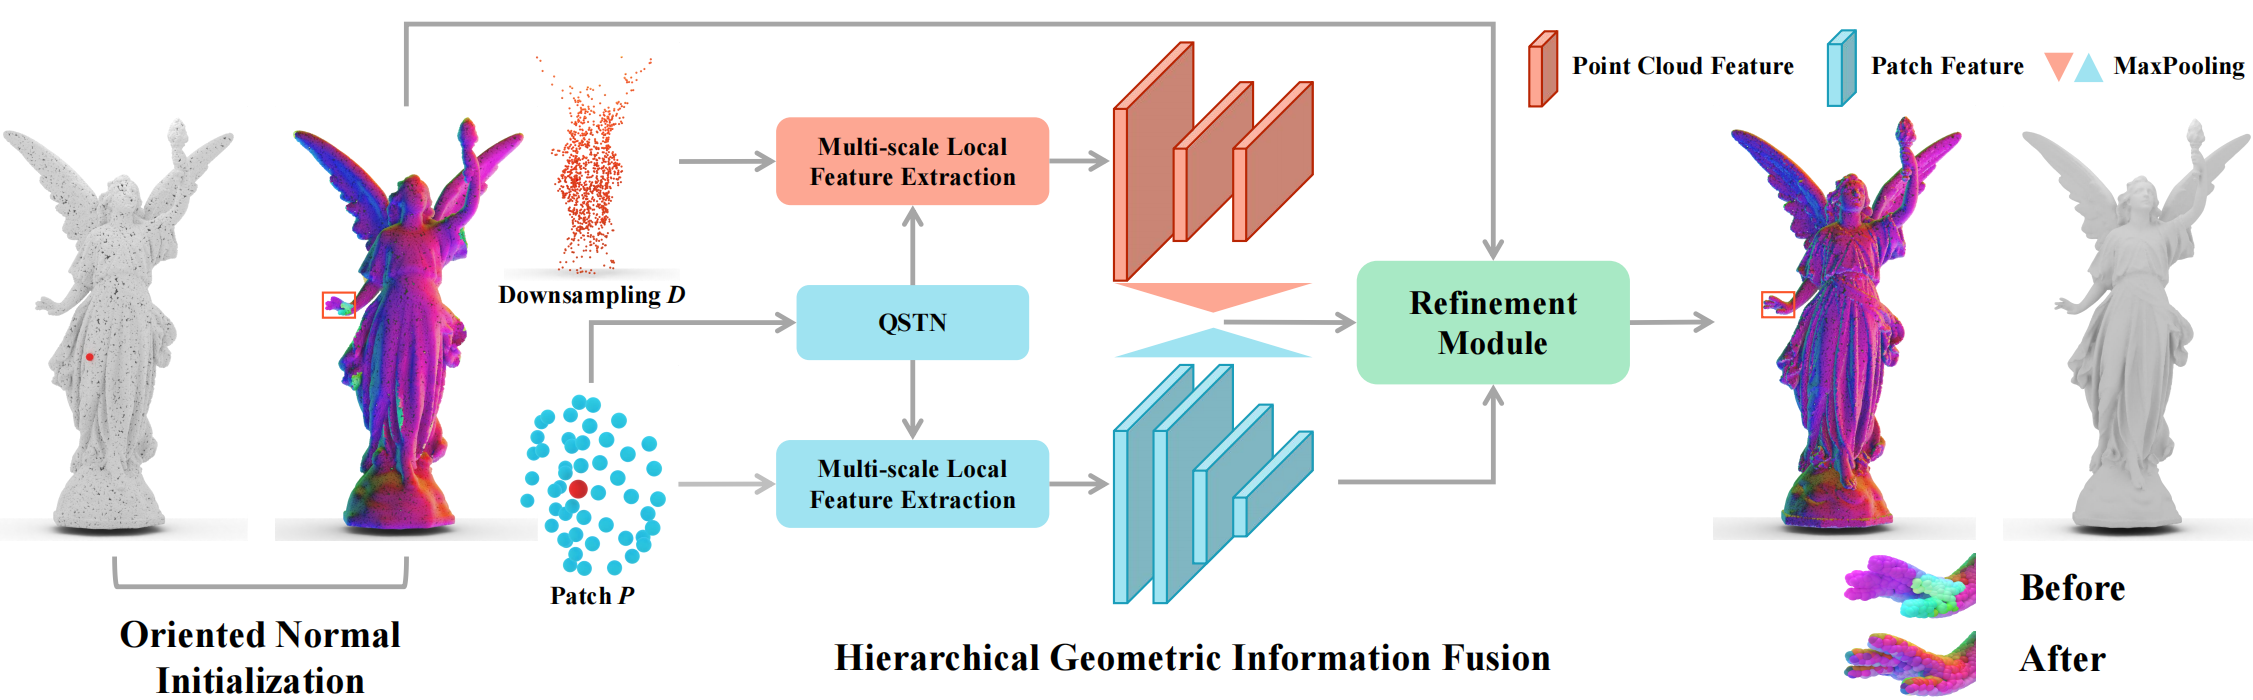 Point Cloud Feature
Patch Feature
MaxPooling
Multi-scale Local
Feature Extraction
Downsampling D
QSTN
Refinement
Module
Multi-scale Local
Feature Extraction
Patch P
Before
After
Oriented Normal
Initialization
Hierarchical Geometric Information Fusion